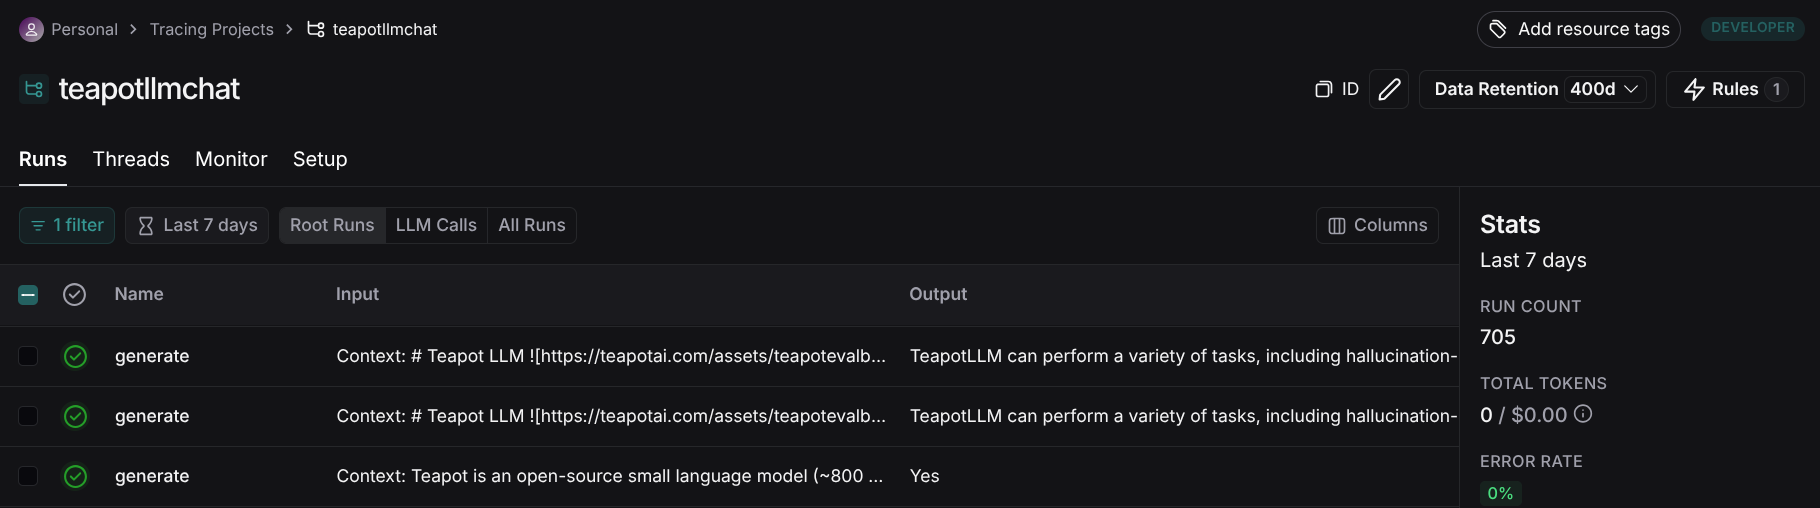 Personal > Tracing Projects > teapotllmchat
Add resource tags
DEVELOPER
teapotllmchat
ID
Data Retention 400d
Rules 1
Runs Threads Monitor Setup
1 filter
Last 7 days
Root Runs LLM Calls All Runs
Columns
Name Input Output
generate Context: # Teapot LLM ![https://teapotai.com/assets/teapotevalb... TeapotLLM can perform a variety of tasks, including hallucination-
generate Context: # Teapot LLM ![https://teapotai.com/assets/teapotevalb... TeapotLLM can perform a variety of tasks, including hallucination-
generate Context: Teapot is an open-source small language model (~800 ... Yes
Stats
Last 7 days
RUN COUNT
705
TOTAL TOKENS
0 / $0.00
ERROR RATE
0%